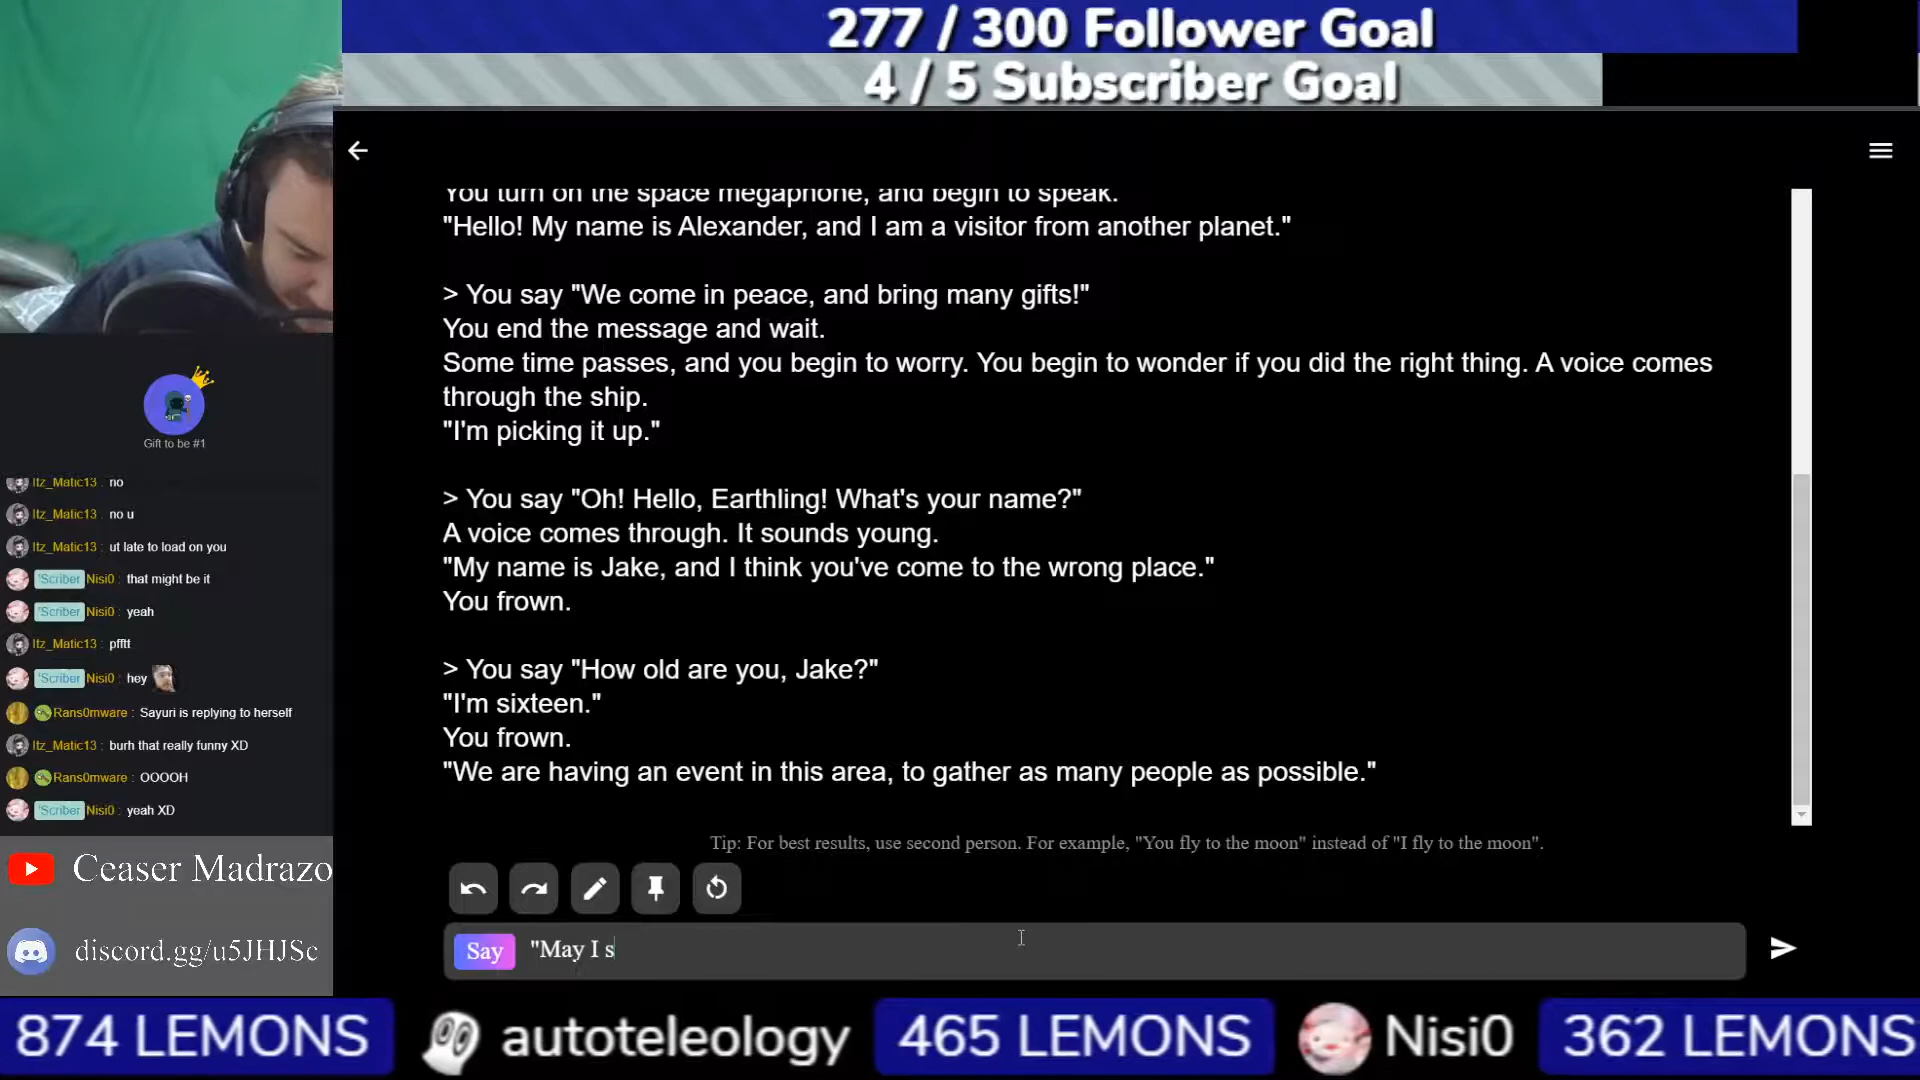 277 / 300 Follower Goal
4 / 5 Subscriber Goal
You turn on the space megaphone, and begin to speak.
"Hello! My name is Alexander, and I am a visitor from another planet."
> You say "We come in peace, and bring many gifts!"
You end the message and wait.
Some time passes, and you begin to worry. You begin to wonder if you did the right thing. A voice comes
through the ship.
"I'm picking it up."
> You say "Oh! Hello, Earthling! What's your name?"
A voice comes through. It sounds young.
"My name is Jake, and I think you've come to the wrong place."
You frown.
> You say "How old are you, Jake?"
"I'm sixteen."
You frown.
"We are having an event in this area, to gather as many people as possible."
Tip: For best results, use second person. For example, "You fly to the moon" instead of "I fly to the moon".
Say "May I s
Gift to be #1
Itz_Matic13 : no
Itz_Matic13 : no u
Itz_Matic13 : ut late to load on you
'Scriber Nisi0 : that might be it
'Scriber Nisi0 : yeah
Itz_Matic13 : pffft
'Scriber Nisi0 : hey
Rans0mware : Sayuri is replying to herself
Itz_Matic13 : burh that really funny XD
Rans0mware : OOOOH
'Scriber Nisi0 : yeah XD
Ceaser Madrazo
discord.gg/u5JHJSc
874 LEMONS autoteleology 465 LEMONS Nisi0 362 LEMONS